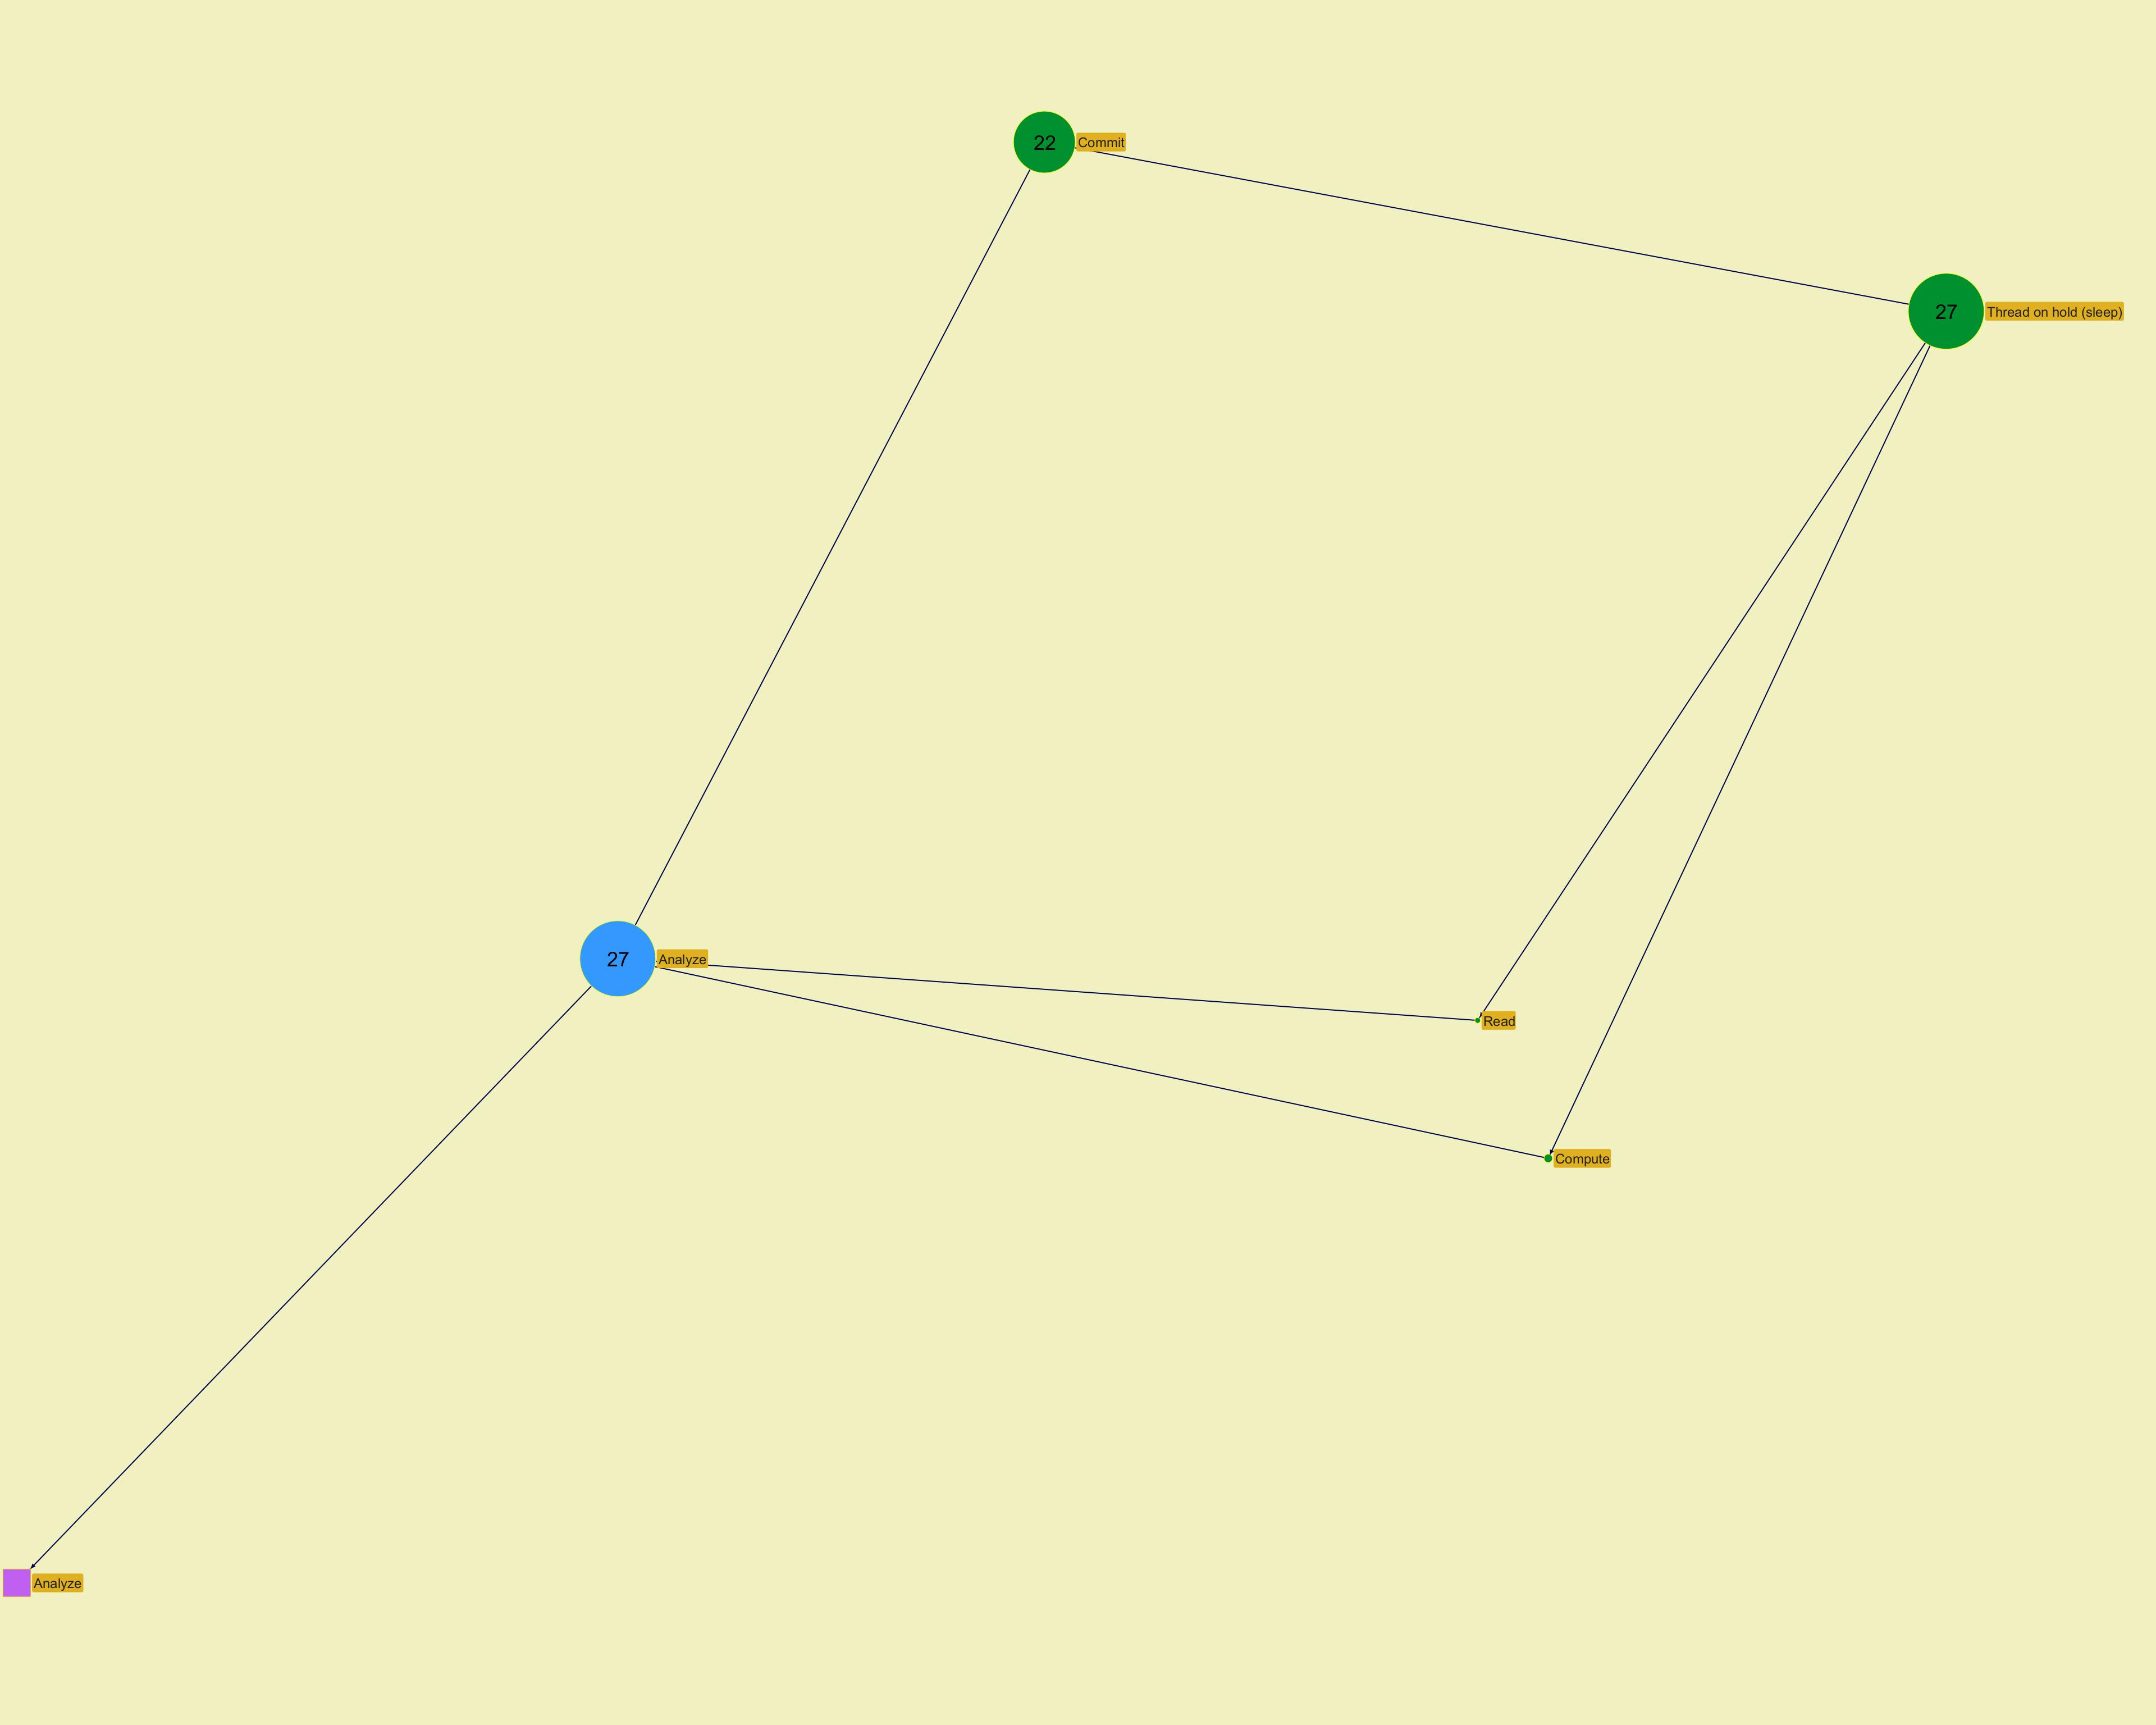 22 Commit
27 Thread on hold (sleep)
27 Analyze
Read
Compute
Analyze